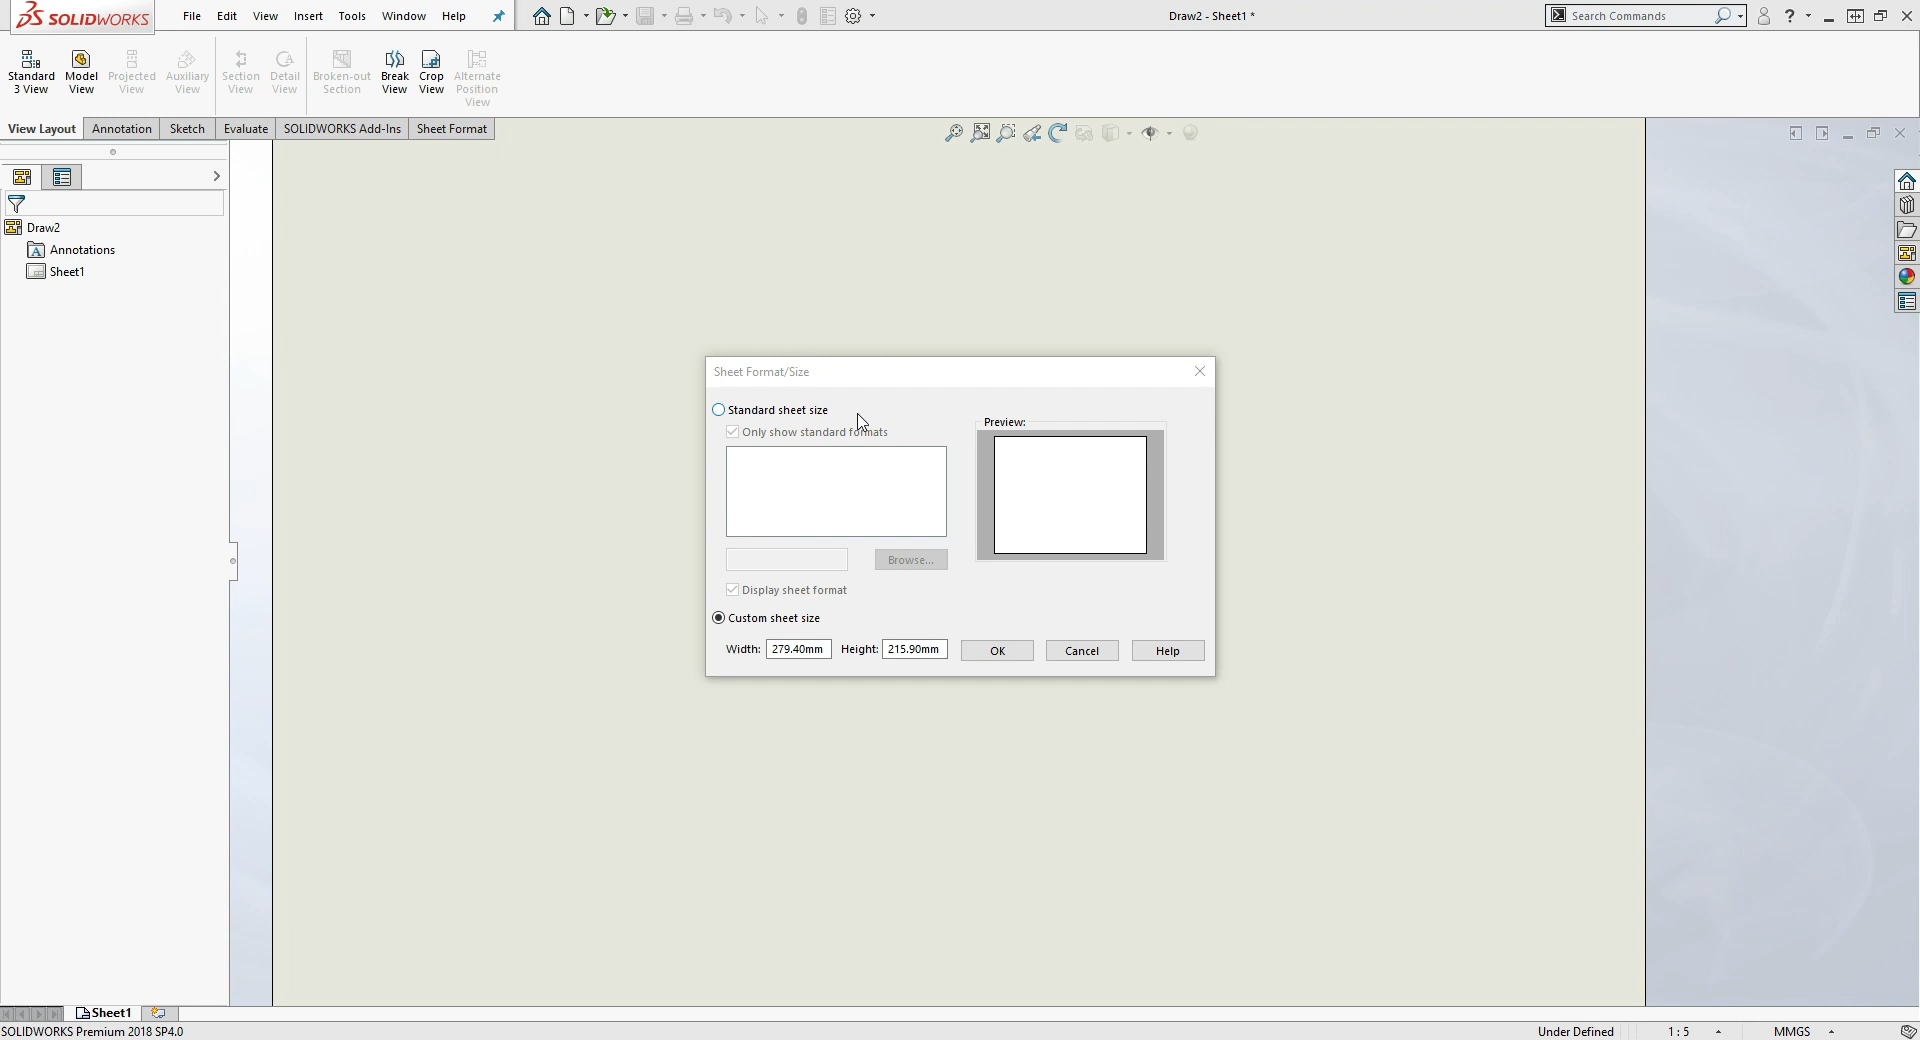 SOLIDWORKS File Edit View Insert Tools Window Help Draw2 - Sheet1 * Search Commands ?
Standard 3 View
Model View
Projected View
Auxiliary View
Section View
Detail View
Broken-out Section
Break View
Crop View
Alternate Position View
View Layout Annotation Sketch Evaluate SOLIDWORKS Add-Ins Sheet Format
Draw2
A Annotations
Sheet1
Sheet Format/Size
Standard sheet size
Only show standard formats
Preview:
Browse...
Display sheet format
Custom sheet size
Width: 279.40mm Height: 215.90mm OK Cancel Help
Sheet1
SOLIDWORKS Premium 2018 SP4.0 Under Defined 1:5 MMGS